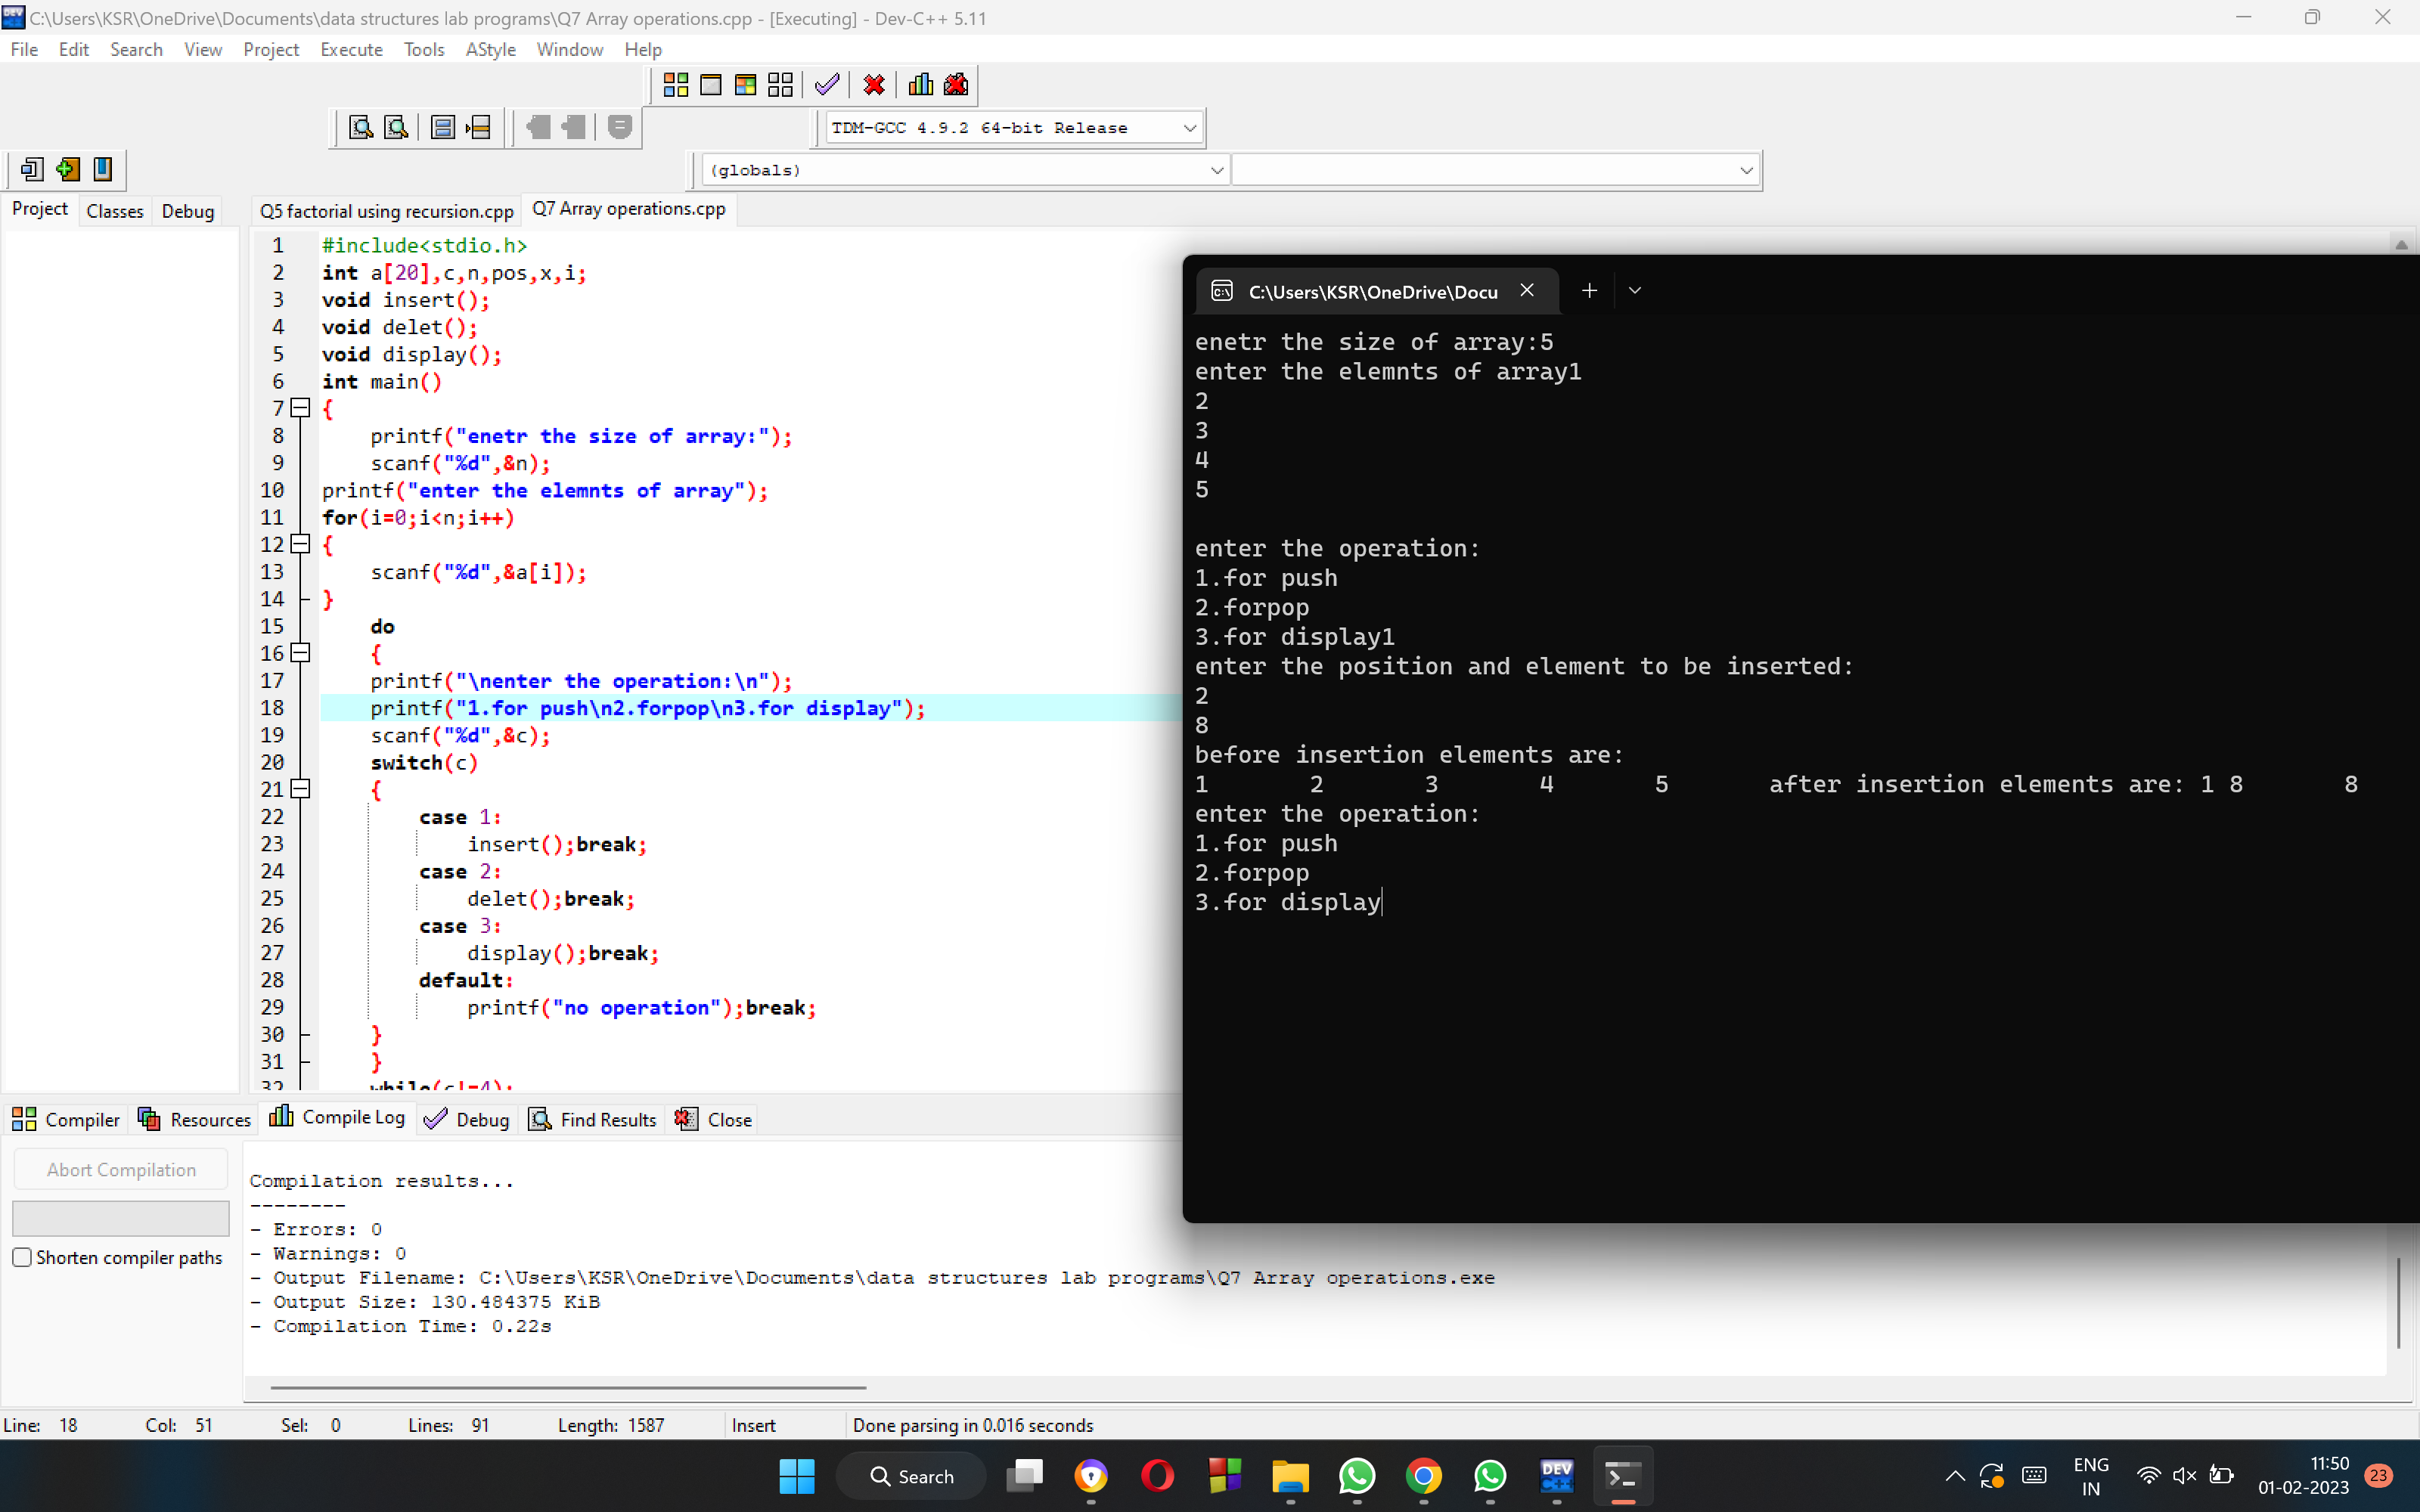 C:\Users\KSR\OneDrive\Documents\data structures lab programs\Q7 Array operations.cpp - [Executing] - Dev-C++ 5.11
File Edit Search View Project Execute Tools AStyle Window Help
TDM-GCC 4.9.2 64-bit Release
(globals)
Project Classes Debug
Q5 factorial using recursion.cpp Q7 Array operations.cpp
1 #include<stdio.h>
2 int a[20],c,n,pos,x,i;
3 void insert();
4 void delet();
5 void display();
6 int main()
7 {
8 printf("enetr the size of array:");
9 scanf("%d",&n);
10 printf("enter the elemnts of array");
11 for(i=0;i<n;i++)
12 {
13 scanf("%d",&a[i]);
14 }
15 do
16 {
17 printf("\nenter the operation:\n");
18 printf("1.for push\n2.forpop\n3.for display");
19 scanf("%d",&c);
20 switch(c)
21 {
22 case 1:
23 insert();break;
24 case 2:
25 delet();break;
26 case 3:
27 display();break;
28 default:
29 printf("no operation");break;
30 }
31 }
32 while(c!=4);
C:\Users\KSR\OneDrive\Docu
enetr the size of array:5
enter the elemnts of array1
2
3
4
5
enter the operation:
1.for push
2.forpop
3.for display1
enter the position and element to be inserted:
2
8
before insertion elements are:
1 2 3 4 5 after insertion elements are: 1 8 8
enter the operation:
1.for push
2.forpop
3.for display
Compiler Resources Compile Log Debug Find Results Close
Abort Compilation
Shorten compiler paths
Compilation results...
--------
- Errors: 0
- Warnings: 0
- Output Filename: C:\Users\KSR\OneDrive\Documents\data structures lab programs\Q7 Array operations.exe
- Output Size: 130.484375 KiB
- Compilation Time: 0.22s
Line: 18 Col: 51 Sel: 0 Lines: 91 Length: 1587 Insert Done parsing in 0.016 seconds
Search
DEV
C++
ENG
IN
11:50
01-02-2023
23